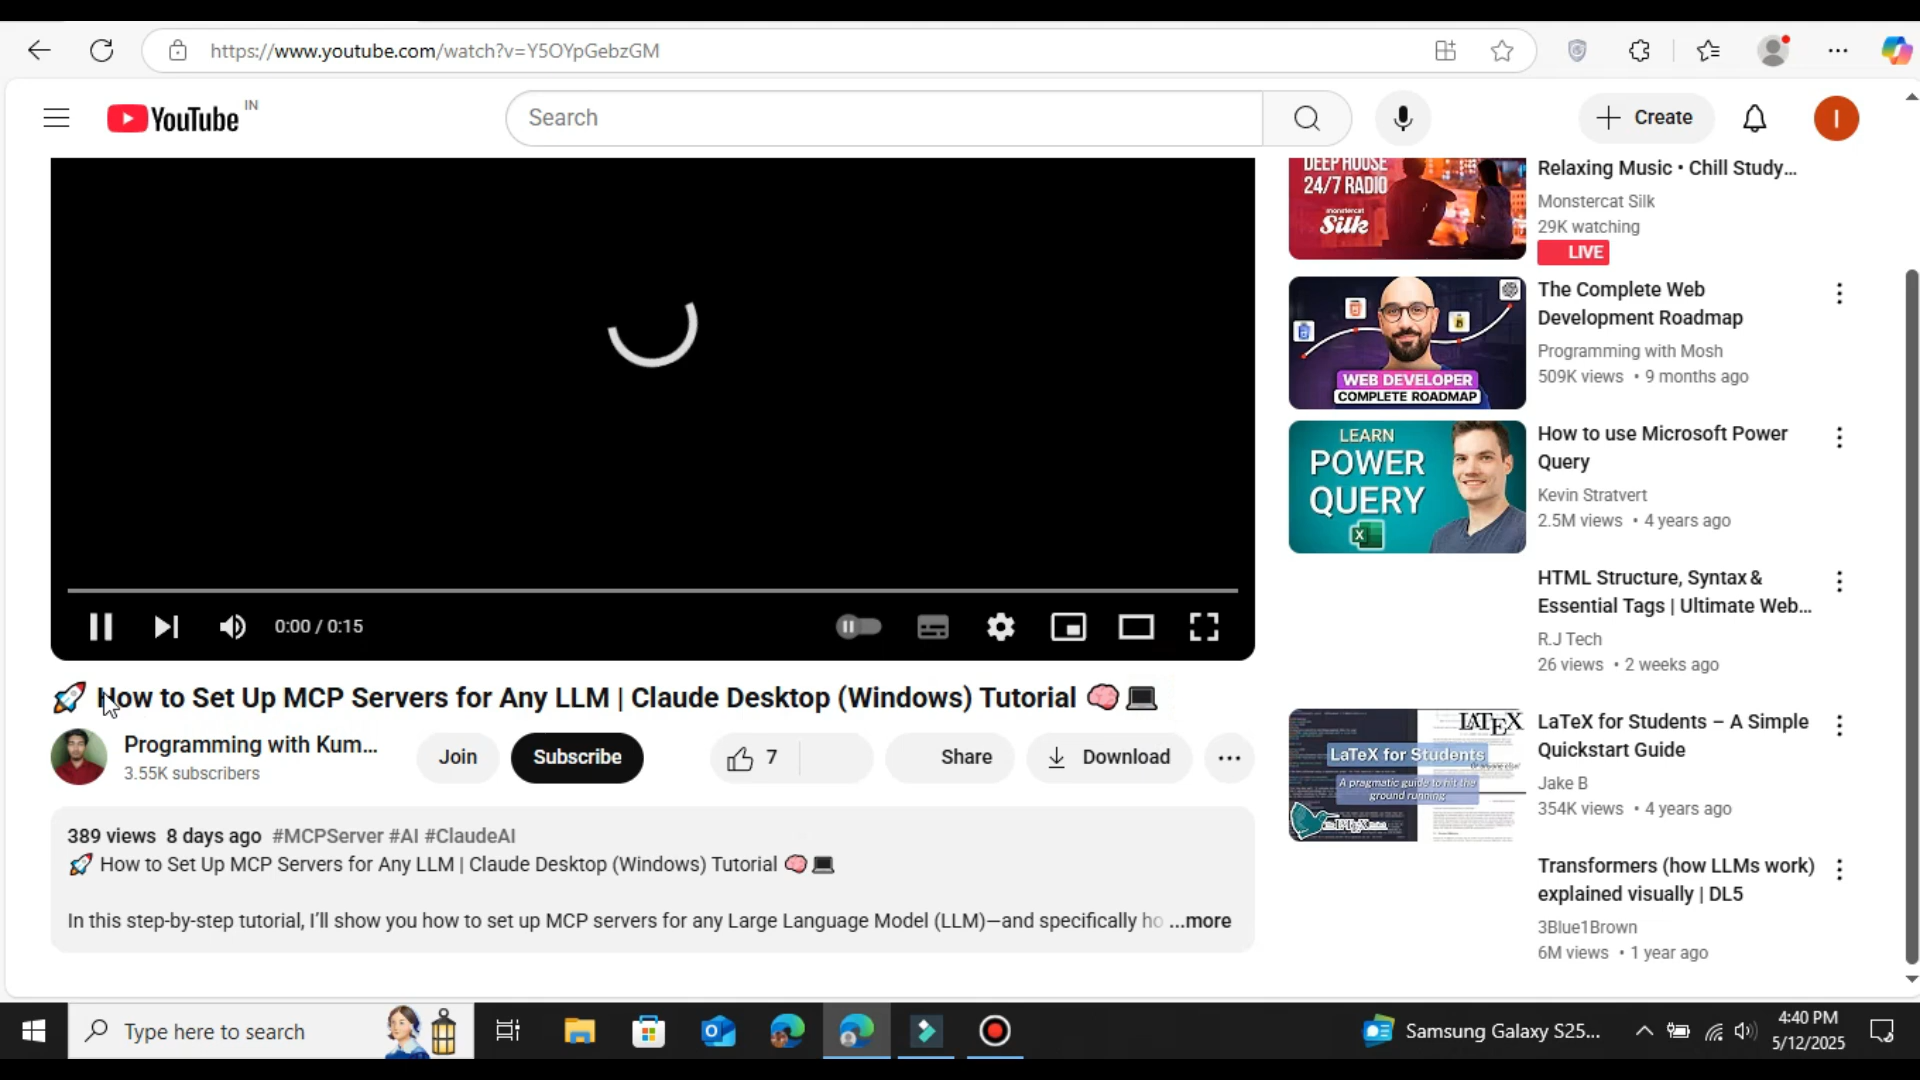 https://www.youtube.com/watch?v=Y5OYpGebzGM
YouTube IN
Search
Create
I
DEEP HOUSE
24/7 RADIO
monstercat
Silk
Relaxing Music • Chill Study...
Monstercat Silk
29K watching
LIVE
WEB DEVELOPER
COMPLETE ROADMAP
The Complete Web
Development Roadmap
Programming with Mosh
509K views • 9 months ago
LEARN
POWER
QUERY
X
How to use Microsoft Power
Query
Kevin Stratvert
2.5M views • 4 years ago
HTML Structure, Syntax &
Essential Tags | Ultimate Web...
R.J Tech
26 views • 2 weeks ago
LATEX
LaTeX for Students
A pragmatic guide to hit the
ground running
LaTeX for Students – A Simple
Quickstart Guide
Jake B
354K views • 4 years ago
Transformers (how LLMs work)
explained visually | DL5
3Blue1Brown
6M views • 1 year ago
0:00 / 0:15
🚀 How to Set Up MCP Servers for Any LLM | Claude Desktop (Windows) Tutorial 🧠💻
Programming with Kum...
3.55K subscribers
Join
Subscribe
7
Share
Download
389 views 8 days ago #MCPServer #AI #ClaudeAI
🚀 How to Set Up MCP Servers for Any LLM | Claude Desktop (Windows) Tutorial 🧠💻
In this step-by-step tutorial, I'll show you how to set up MCP servers for any Large Language Model (LLM)—and specifically ho ...more
Type here to search
Samsung Galaxy S25...
4:40 PM
5/12/2025